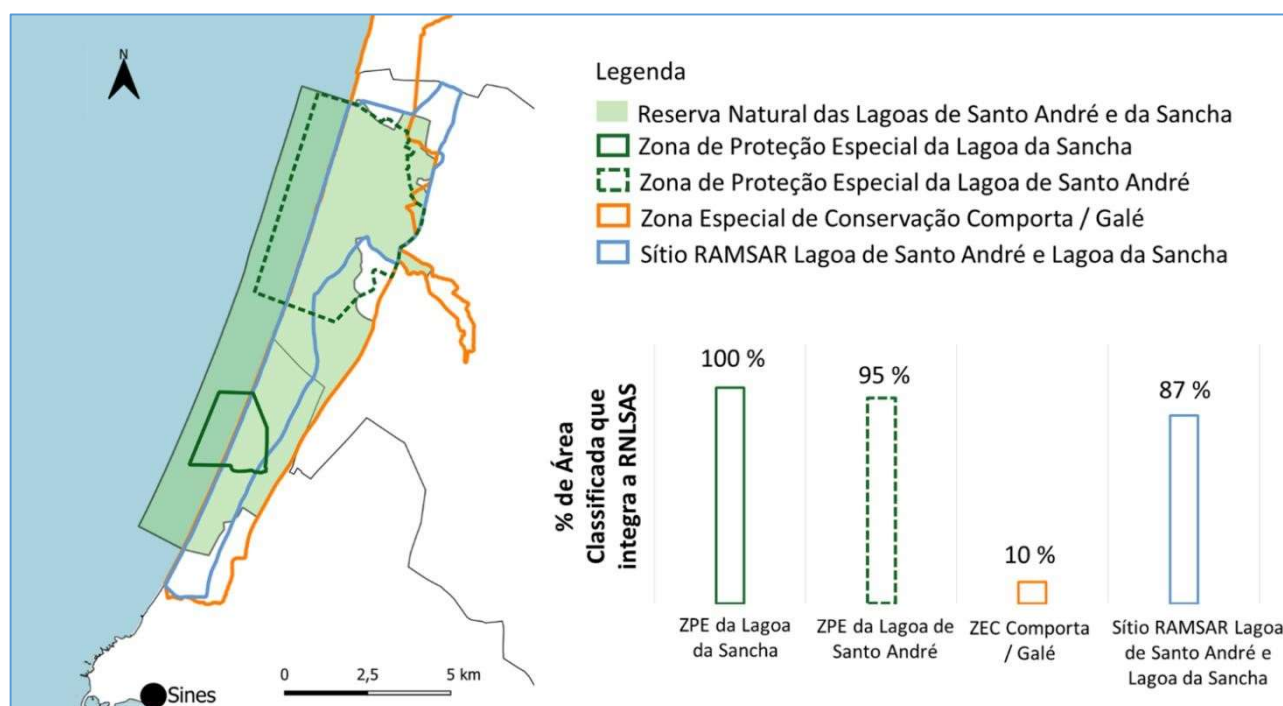 N
Legenda
Reserva Natural das Lagoas de Santo André e da Sancha
Zona de Proteção Especial da Lagoa da Sancha
Zona de Proteção Especial da Lagoa de Santo André
Zona Especial de Conservação Comporta / Galé
Sítio RAMSAR Lagoa de Santo André e Lagoa da Sancha
% de Área
Classificada que
integra a RNLSAS
100 %
95 %
10 %
87 %
ZPE da Lagoa
da Sancha
ZPE da Lagoa de
Santo André
ZEC Comporta
/ Galé
Sítio RAMSAR Lagoa
de Santo André e
Lagoa da Sancha
0 2,5 5 km
Sines